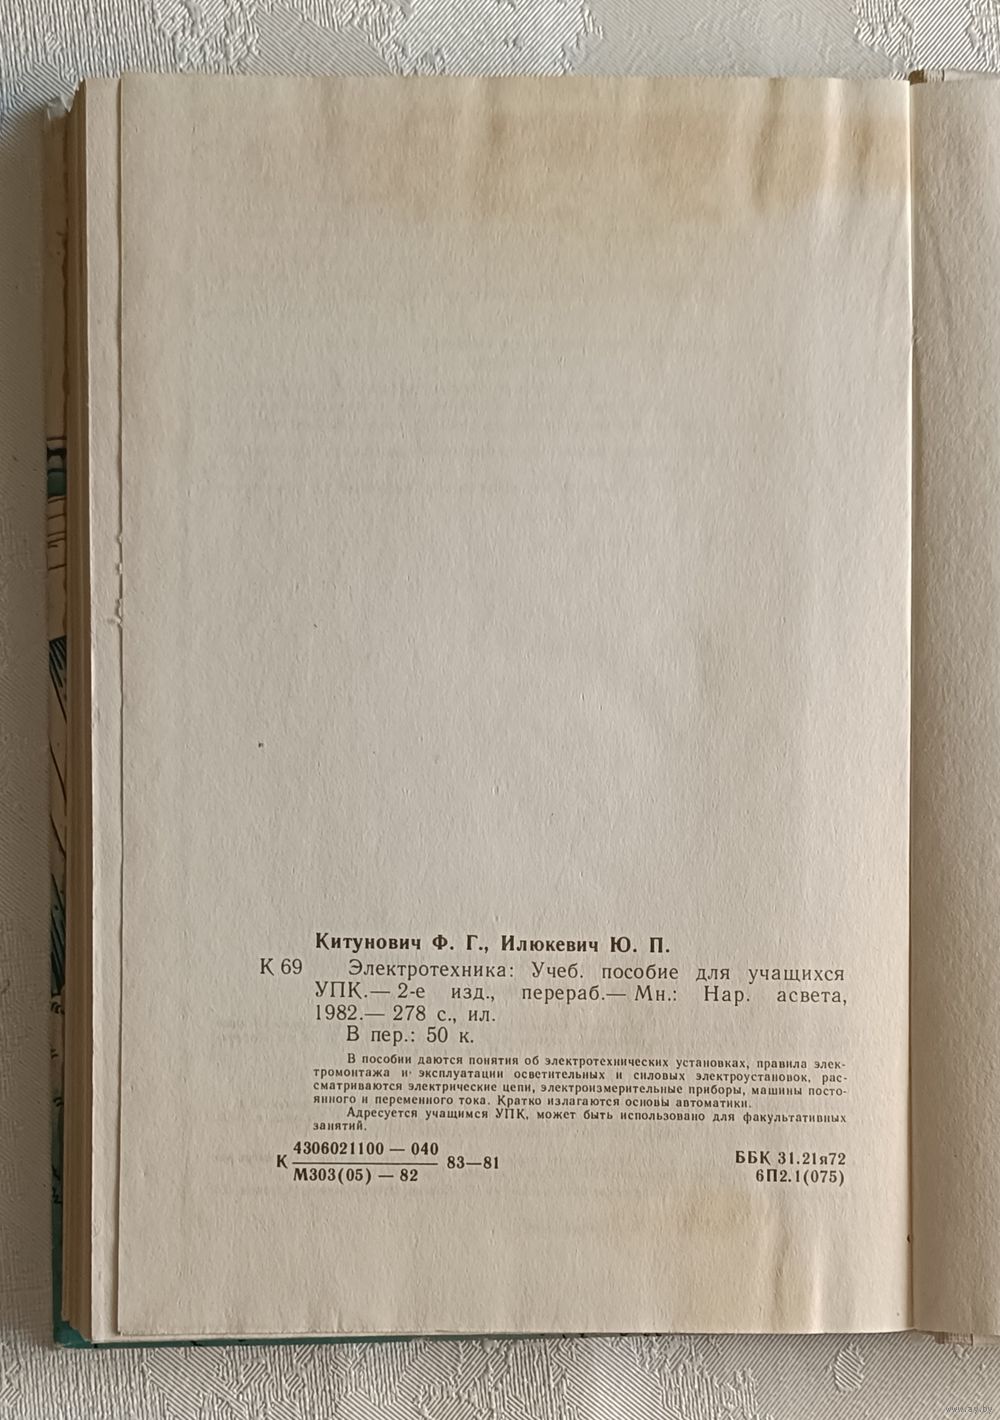 Китунович Ф. Г., Илюкевич Ю. П.
К 69 Электротехника: Учеб. пособие для учащихся
УПК.— 2-е изд., перераб.— Мн.: Нар. асвета,
1982.— 278 с., ил.
В пер.: 50 к.
В пособии даются понятия об электротехнических установках, правила элек-
тромонтажа и эксплуатации осветительных и силовых электроустановок, рас-
сматриваются электрические цепи, электроизмерительные приборы, машины посто-
янного и переменного тока. Кратко излагаются основы автоматики.
Адресуется учащимся УПК, может быть использовано для факультативных
занятий.
К 4306021100 — 040 83—81
М303(05) — 82
ББК 31.21я72
6П2.1(075)
www.ay.by